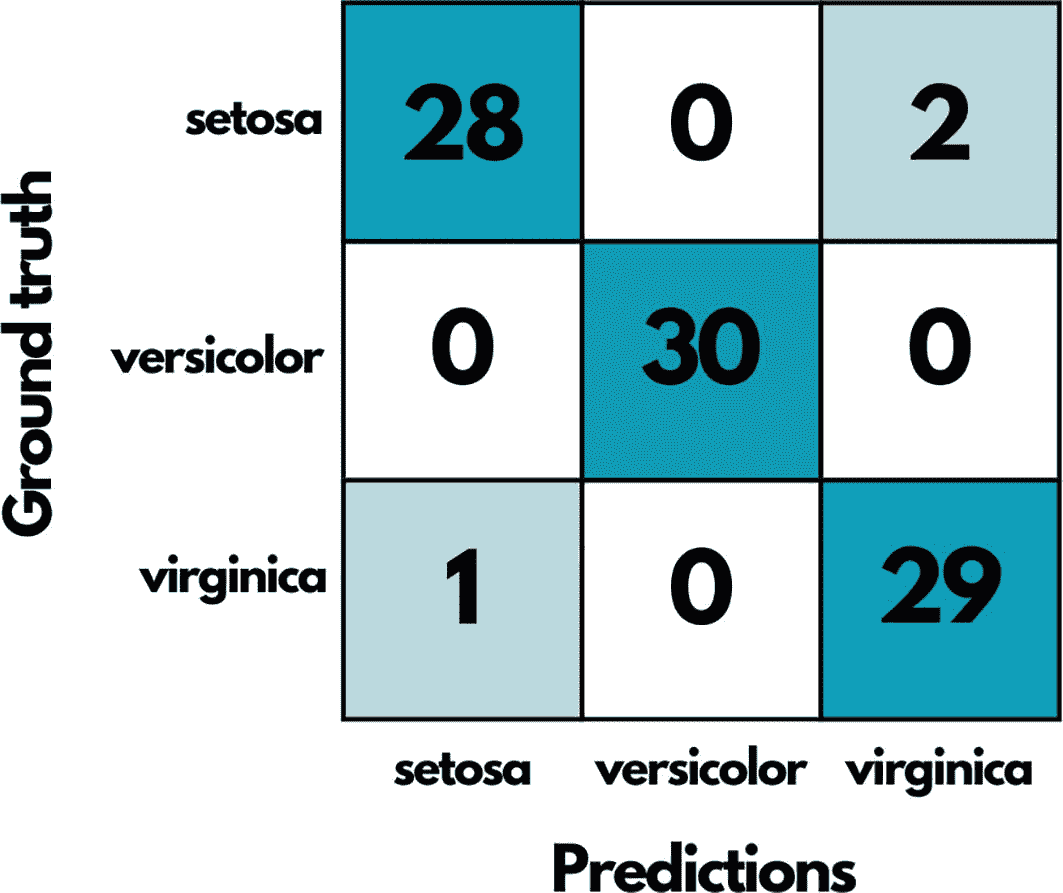 setosa 28 0 2
Ground truth
versicolor 0 30 0
virginica 1 0 29
setosa versicolor virginica
Predictions